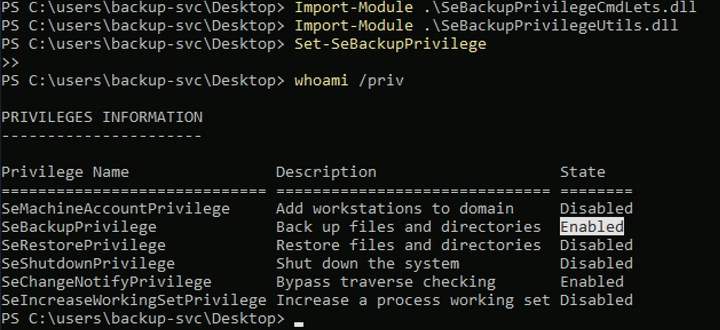 PS C:\users\backup-svc\Desktop> Import-Module .\SeBackupPrivilegeCmdLets.dll
PS C:\users\backup-svc\Desktop> Import-Module .\SeBackupPrivilegeUtils.dll
PS C:\users\backup-svc\Desktop> Set-SeBackupPrivilege
>>
PS C:\users\backup-svc\Desktop> whoami /priv
PRIVILEGES INFORMATION
----------------------
Privilege Name                Description                    State
============================= ============================== ========
SeMachineAccountPrivilege     Add workstations to domain     Disabled
SeBackupPrivilege             Back up files and directories  Enabled
SeRestorePrivilege            Restore files and directories  Disabled
SeShutdownPrivilege           Shut down the system           Disabled
SeChangeNotifyPrivilege       Bypass traverse checking       Enabled
SeIncreaseWorkingSetPrivilege Increase a process working set Disabled
PS C:\users\backup-svc\Desktop>